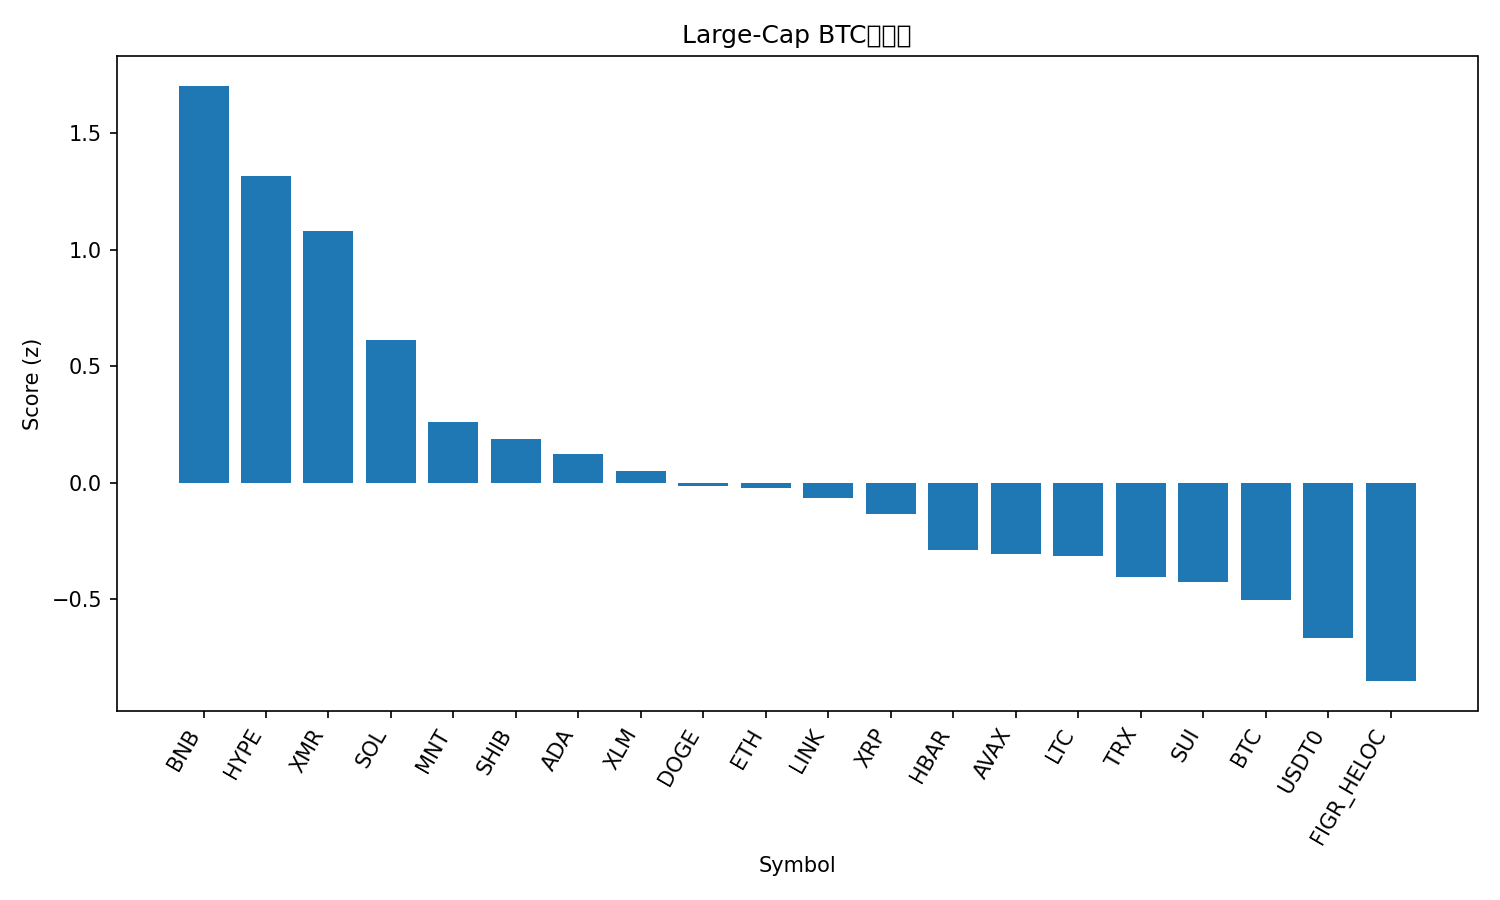 Large-Cap BTC
1.5
1.0
0.5
0.0
−0.5
Score (z)
BNB
HYPE
XMR
SOL
MNT
SHIB
ADA
XLM
DOGE
ETH
LINK
XRP
HBAR
AVAX
LTC
TRX
SUI
BTC
USDT0
FIGR_HELOC
Symbol